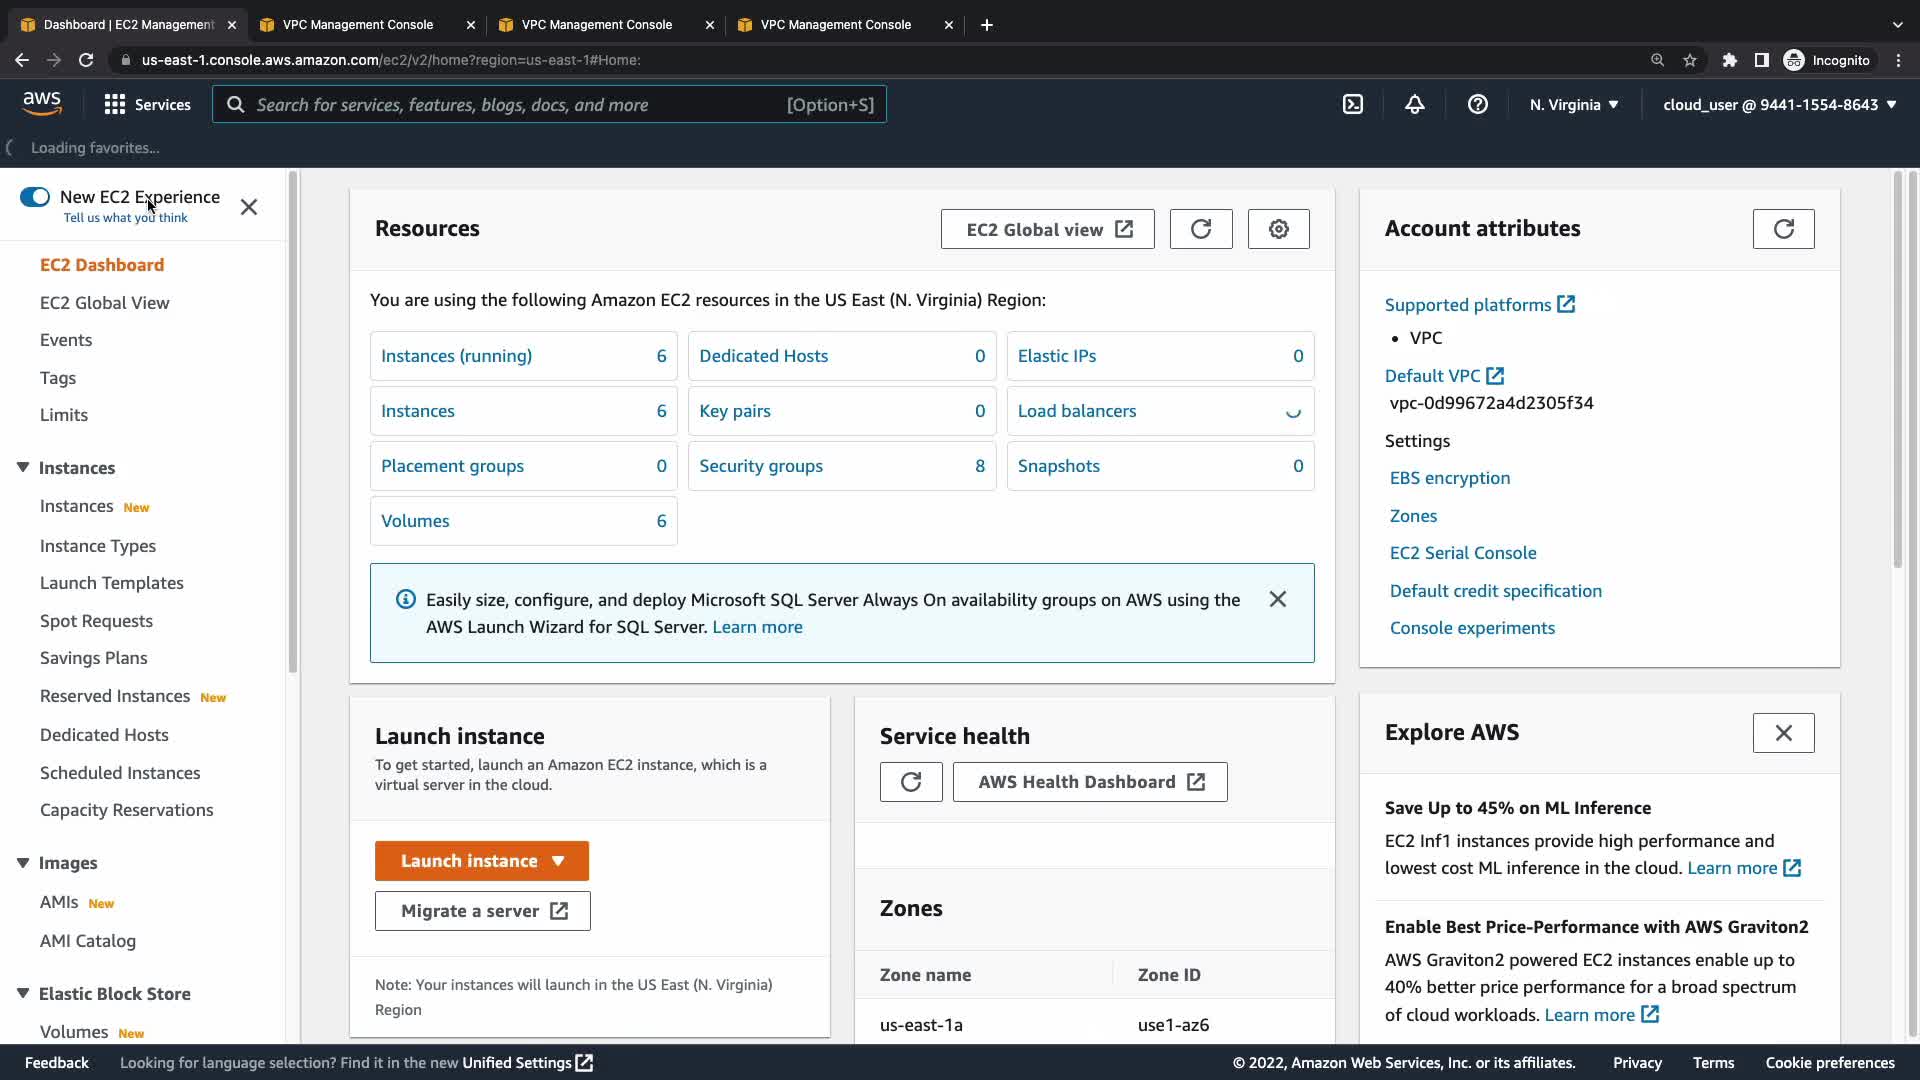 Dashboard | EC2 Management
VPC Management Console
VPC Management Console
VPC Management Console
us-east-1.console.aws.amazon.com/ec2/v2/home?region=us-east-1#Home:
Incognito
aws
Services
Search for services, features, blogs, docs, and more
[Option+S]
N. Virginia
cloud_user @ 9441-1554-8643
Loading favorites...
New EC2 Experience
Tell us what you think
EC2 Dashboard
EC2 Global View
Events
Tags
Limits
Instances
Instances New
Instance Types
Launch Templates
Spot Requests
Savings Plans
Reserved Instances New
Dedicated Hosts
Scheduled Instances
Capacity Reservations
Images
AMIs New
AMI Catalog
Elastic Block Store
Volumes New
Resources
EC2 Global view
You are using the following Amazon EC2 resources in the US East (N. Virginia) Region:
Instances (running) 6
Dedicated Hosts 0
Elastic IPs 0
Instances 6
Key pairs 0
Load balancers
Placement groups 0
Security groups 8
Snapshots 0
Volumes 6
Easily size, configure, and deploy Microsoft SQL Server Always On availability groups on AWS using the
AWS Launch Wizard for SQL Server. Learn more
Launch instance
To get started, launch an Amazon EC2 instance, which is a
virtual server in the cloud.
Launch instance
Migrate a server
Note: Your instances will launch in the US East (N. Virginia)
Region
Service health
AWS Health Dashboard
Zones
Zone name Zone ID
us-east-1a use1-az6
Account attributes
Supported platforms
• VPC
Default VPC
vpc-0d99672a4d2305f34
Settings
EBS encryption
Zones
EC2 Serial Console
Default credit specification
Console experiments
Explore AWS
Save Up to 45% on ML Inference
EC2 Inf1 instances provide high performance and
lowest cost ML inference in the cloud. Learn more
Enable Best Price-Performance with AWS Graviton2
AWS Graviton2 powered EC2 instances enable up to
40% better price performance for a broad spectrum
of cloud workloads. Learn more
Feedback
Looking for language selection? Find it in the new Unified Settings
© 2022, Amazon Web Services, Inc. or its affiliates.
Privacy
Terms
Cookie preferences